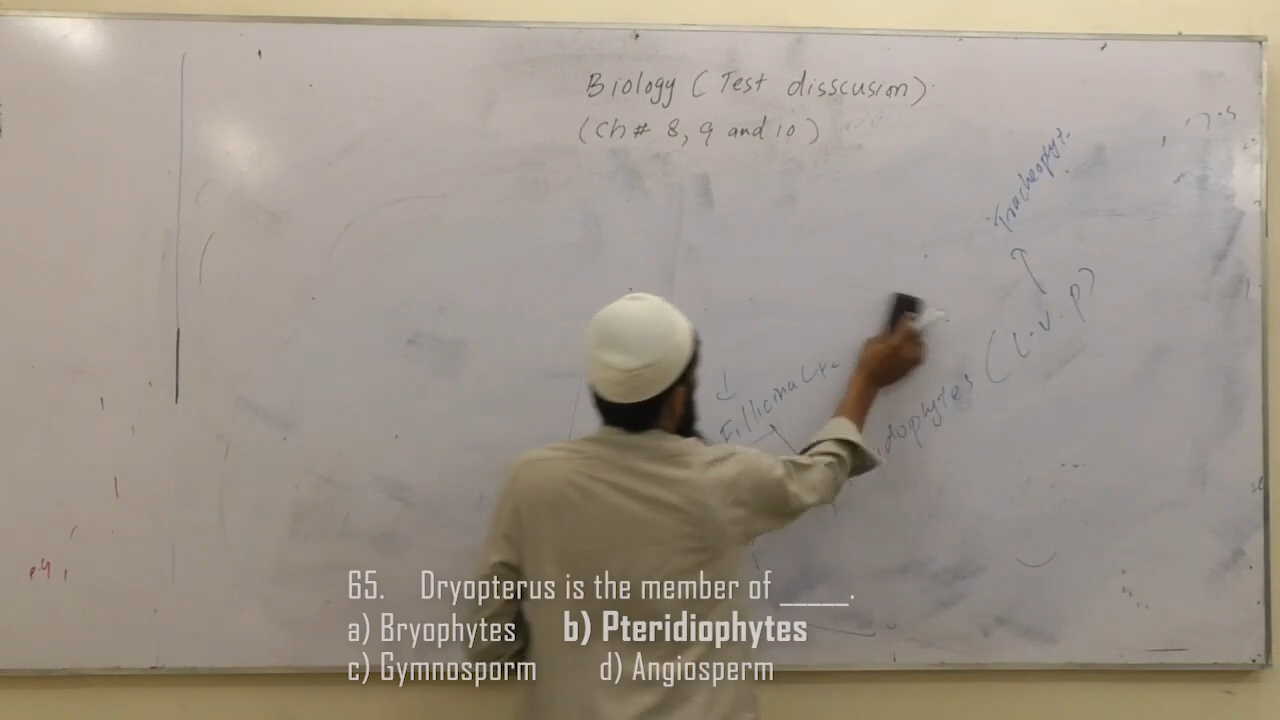 Biology ( Test disscusion)
(Ch# 8, 9 and 10)
Tracheophyt.
dophytes (L.V.P)
65. Dryopterus is the member of _____.
a) Bryophytes b) Pteridiophytes
c) Gymnosporm d) Angiosperm